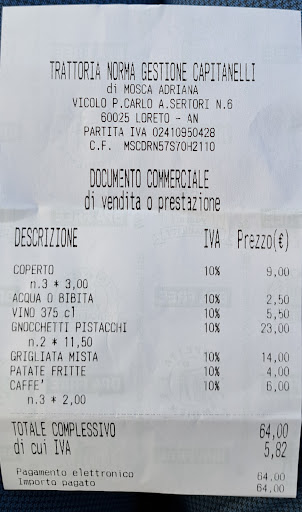 TRATTORIA NORMA GESTIONE CAPITANELLI
di MOSCA ADRIANA
VICOLO P.CARLO A.SERTORI N.6
60025 LORETO - AN
PARTITA IVA 02410950428
C.F. MSCDRN57S70H211O
DOCUMENTO COMMERCIALE
di vendita o prestazione
DESCRIZIONE IVA Prezzo(€)
COPERTO 10% 9,00
n.3 * 3,00
ACQUA O BIBITA 10% 2,50
VINO 375 cl 10% 5,50
GNOCCHETTI PISTACCHI 10% 23,00
n.2 * 11,50
GRIGLIATA MISTA 10% 14,00
PATATE FRITTE 10% 4,00
CAFFE' 10% 6,00
n.3 * 2,00
TOTALE COMPLESSIVO 64,00
di cui IVA 5,82
Pagamento elettronico 64,00
Importo pagato 64,00